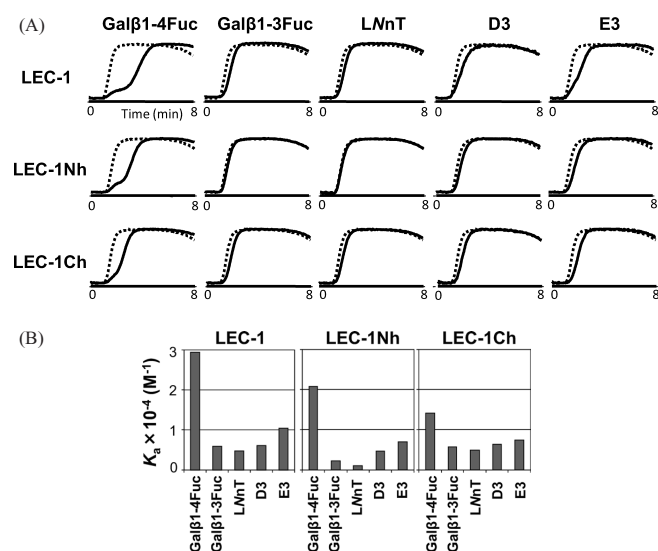 (A)
Galβ1-4Fuc Galβ1-3Fuc LNnT D3 E3
LEC-1
Time (min)
0 8 0 8 0 8 0 8 0 8
LEC-1Nh
0 8 0 8 0 8 0 8 0 8
LEC-1Ch
0 8 0 8 0 8 0 8 0 8
(B)
LEC-1 LEC-1Nh LEC-1Ch
Ka × 10⁻⁴ (M⁻¹)
3
2
1
0
Galβ1-4Fuc Galβ1-3Fuc LNnT D3 E3 Galβ1-4Fuc Galβ1-3Fuc LNnT D3 E3 Galβ1-4Fuc Galβ1-3Fuc LNnT D3 E3